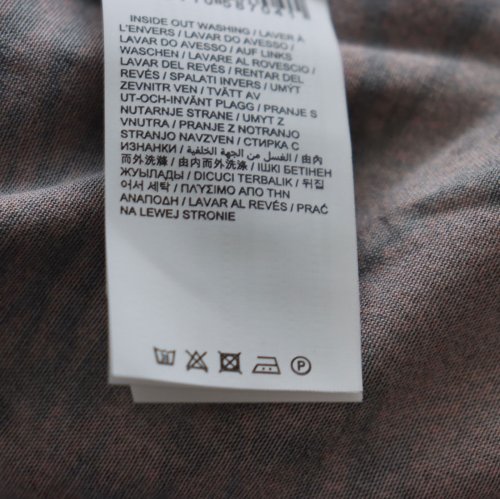 INSIDE OUT WASHING / LAVER À
L'ENVERS / LAVAR DO AVESSO /
LAVAR DO AVESSO / AUF LINKS
WASCHEN / LAVARE AL ROVESCIO /
LAVAR DEL REVÉS / RENTAR DEL
REVÉS / SPALATI INVERS / UMÝT
ZEVNITR VEN / TVÄTT AV
UT-OCH-INVÄNT PLAGG / PRANJE S
NUTARNJE STRANE / UMYT Z
VNUTRA / PRANJE Z NOTRANJO
STRANJO NAVZVEN / СТИРКА С
ИЗНАНКИ / الغسل من الجهة الخلفية / 由内
而外洗涤 / 由內而外洗滌 / ІШКІ БЕТІНЕН
ЖУЫЛАДЫ / DICUCI TERBALIK / 뒤집
어서 세탁 / ΠΛΥΣΙΜΟ ΑΠΟ ΤΗΝ
ΑΝΑΠΟΔΗ / LAVAR AL REVÉS / PRAĆ
NA LEWEJ STRONIE
P